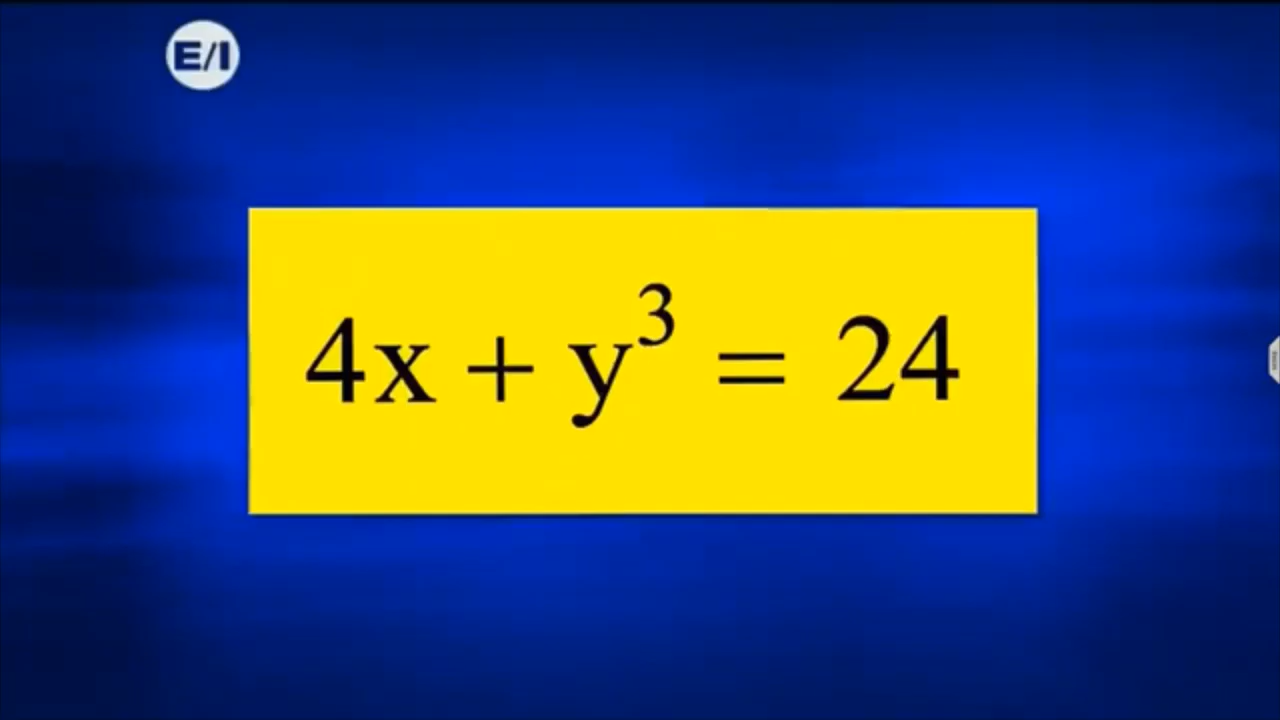 E/I
4x + y³ = 24